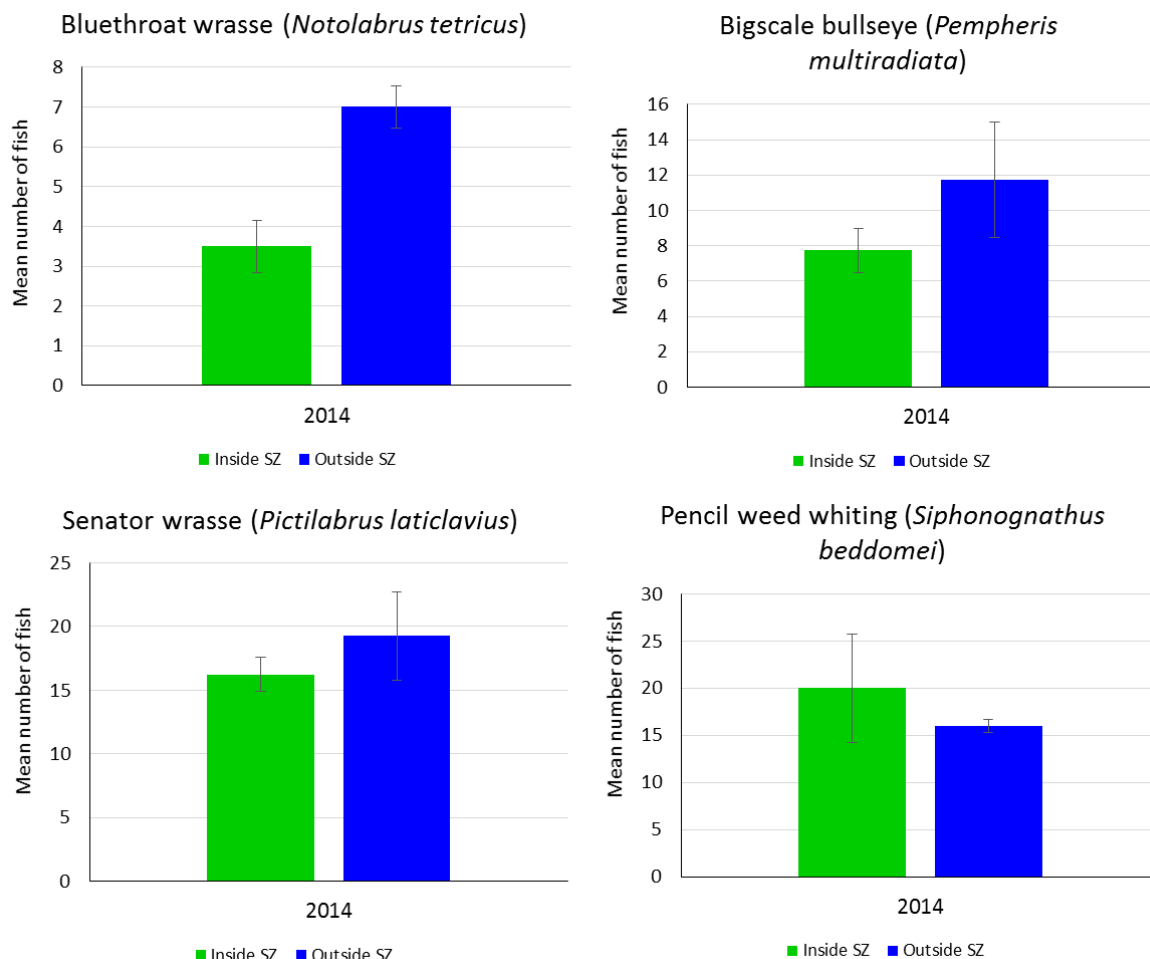 Bluethroat wrasse (Notolabrus tetricus)
8
7
6
5
4
3
2
1
0
Mean number of fish
2014
Inside SZ Outside SZ
Bigscale bullseye (Pempheris
multiradiata)
16
14
12
10
8
6
4
2
0
Mean number of fish
2014
Inside SZ Outside SZ
Senator wrasse (Pictilabrus laticlavius)
25
20
15
10
5
0
Mean number of fish
2014
Inside SZ Outside SZ
Pencil weed whiting (Siphonognathus
beddomei)
30
25
20
15
10
5
0
Mean number of fish
2014
Inside SZ Outside SZ